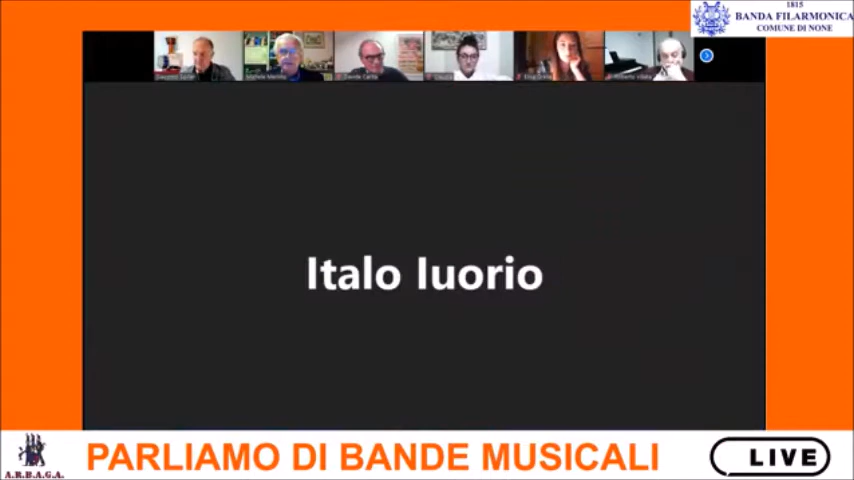 1815
BANDA FILARMONICA
COMUNE DI NONE
Italo Iuorio
A.R.B.A.G.A.
PARLIAMO DI BANDE MUSICALI
LIVE